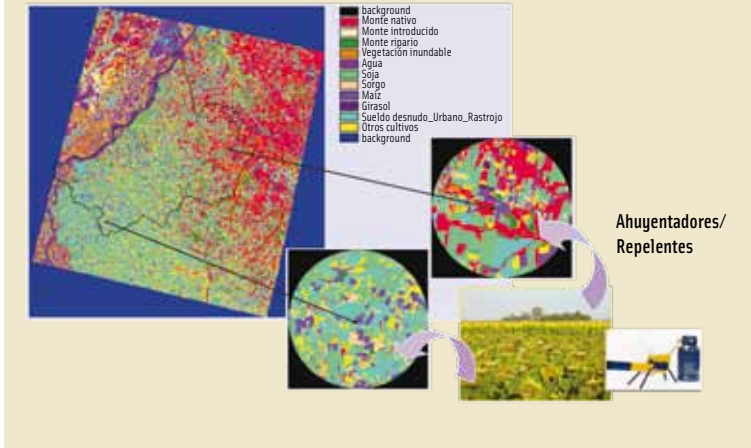 background
Monte nativo
Monte introducido
Monte ripario
Vegetación inundable
Agua
Soja
Sorgo
Maíz
Girasol
Sueldo desnudo_Urbano_Rastrojo
Otros cultivos
background
Ahuyentadores/
Repelentes